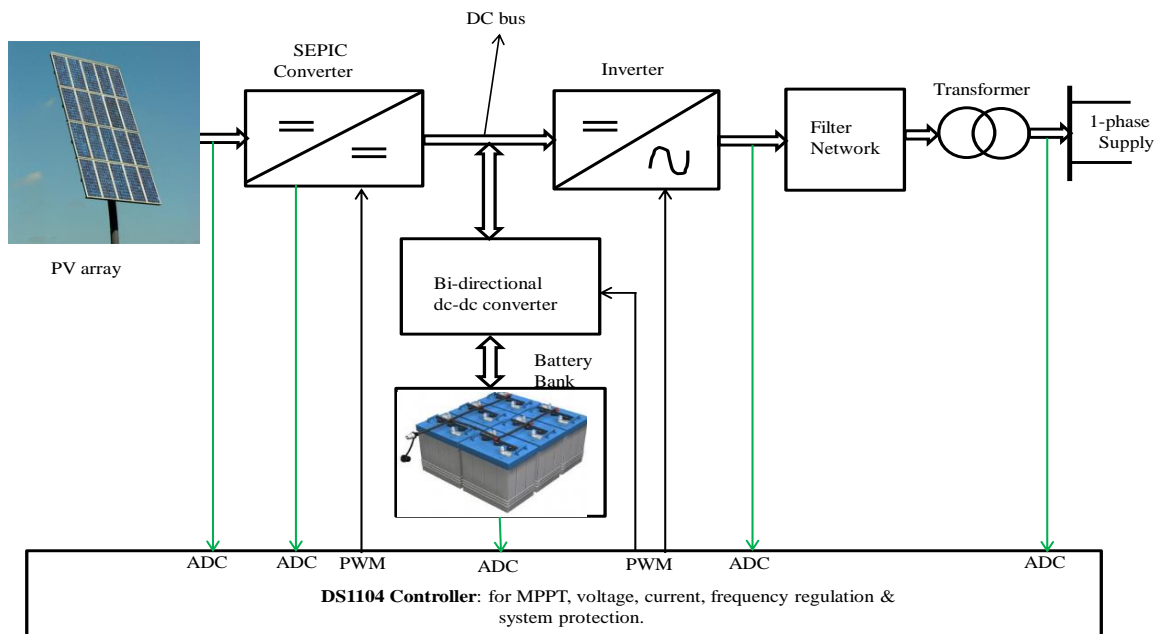 DC bus
SEPIC
Converter
Inverter
Transformer
Filter
Network
1-phase
Supply
PV array
Bi-directional
dc-dc converter
Battery
Bank
ADC
ADC
PWM
ADC
PWM
ADC
ADC
DS1104 Controller: for MPPT, voltage, current, frequency regulation &
system protection.